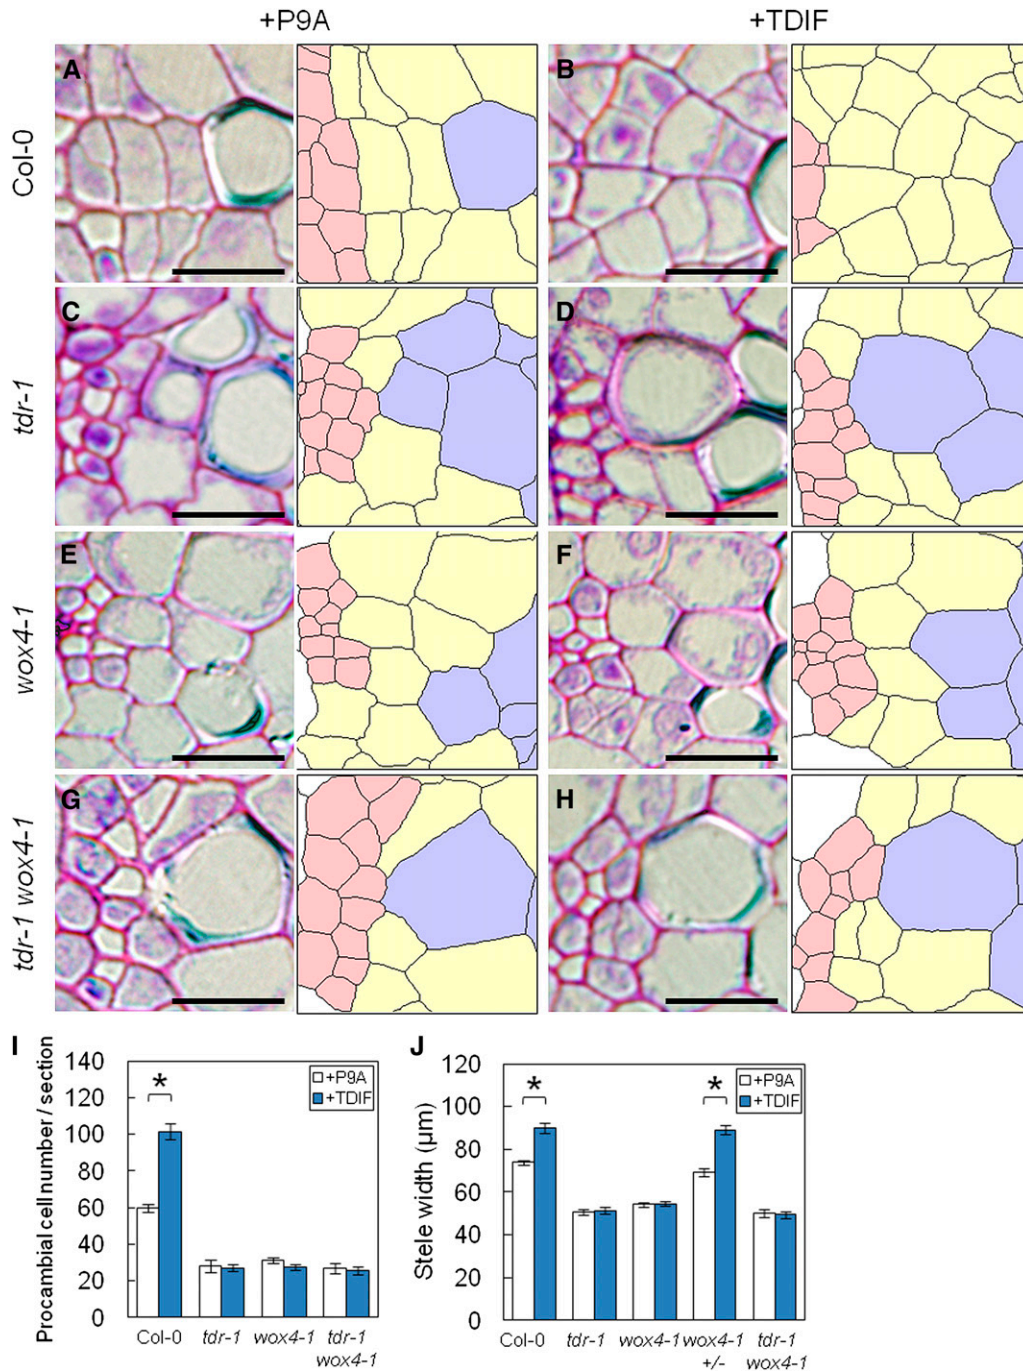 +P9A +TDIF
Col-0
A
B
tdr-1
C
D
wox4-1
E
F
tdr-1 wox4-1
G
H
I
Procambial cell number / section
140
120
100
80
60
40
20
0
*
+P9A
+TDIF
Col-0 tdr-1 wox4-1 tdr-1
wox4-1
J
Stele width (μm)
120
100
80
60
40
20
0
* *
+P9A
+TDIF
Col-0 tdr-1 wox4-1 wox4-1 tdr-1
+/- wox4-1